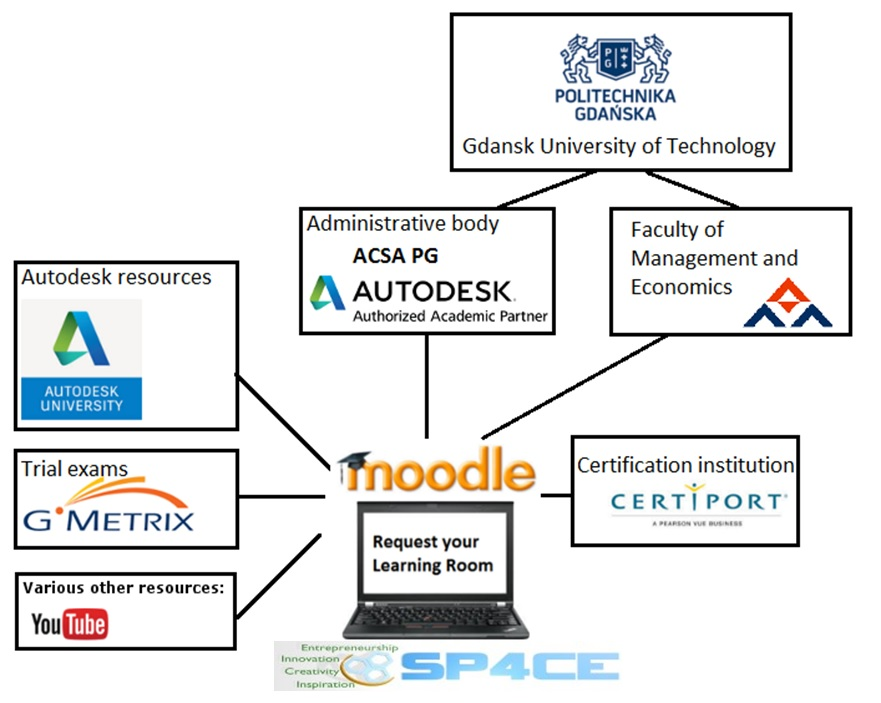 POLITECHNIKA
GDAŃSKA
Gdansk University of Technology
Administrative body
ACSA PG
AUTODESK.
Authorized Academic Partner
Faculty of
Management and
Economics
Autodesk resources
AUTODESK
UNIVERSITY
Trial exams
GMETRIX
Various other resources:
YouTube
moodle
Request your
Learning Room
Certification institution
CERTIPORT
A PEARSON VUE BUSINESS
Entrepreneurship
Innovation
Creativity
Inspiration
SP4CE